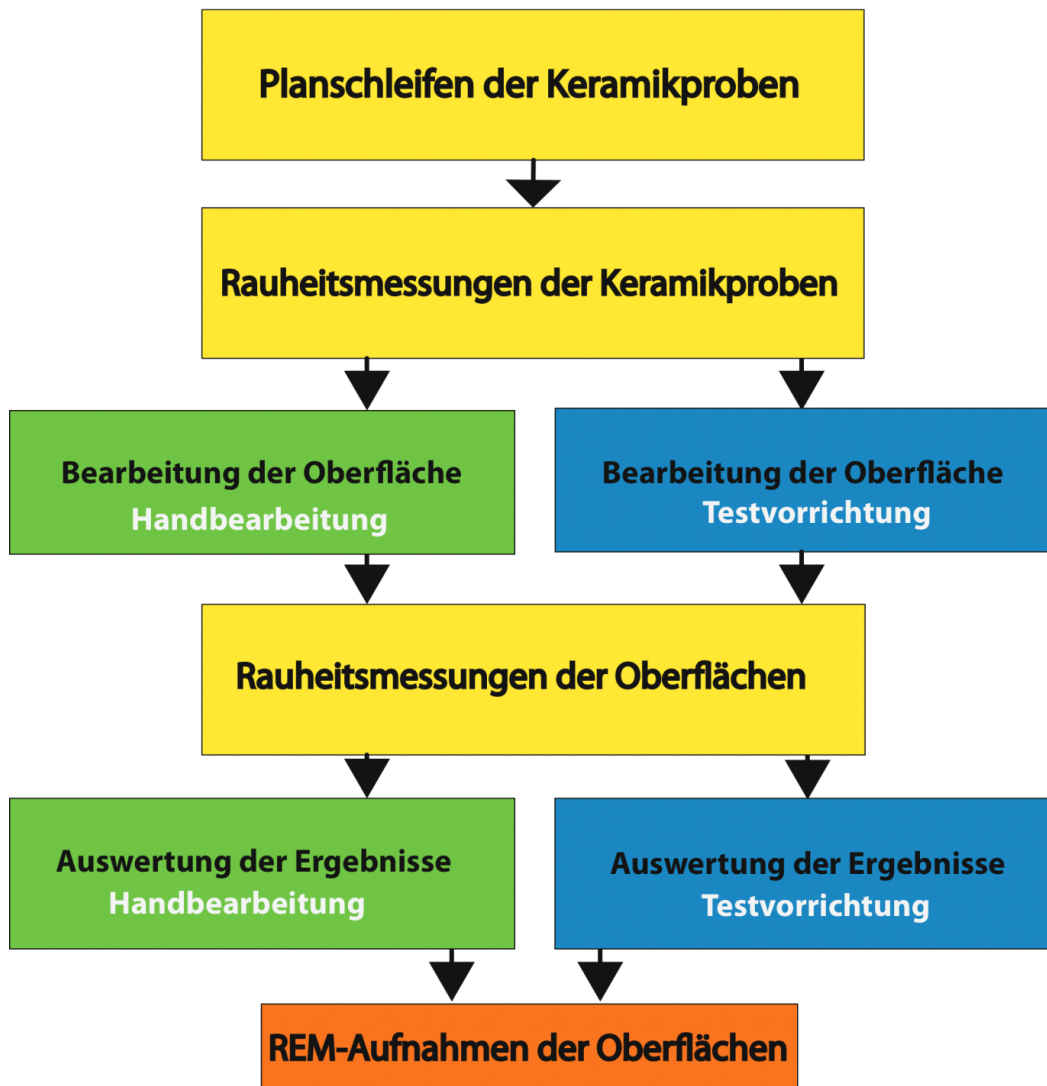 Planschleifen der Keramikproben
Rauheitsmessungen der Keramikproben
Bearbeitung der Oberfläche
Handbearbeitung
Bearbeitung der Oberfläche
Testvorrichtung
Rauheitsmessungen der Oberflächen
Auswertung der Ergebnisse
Handbearbeitung
Auswertung der Ergebnisse
Testvorrichtung
REM-Aufnahmen der Oberflächen